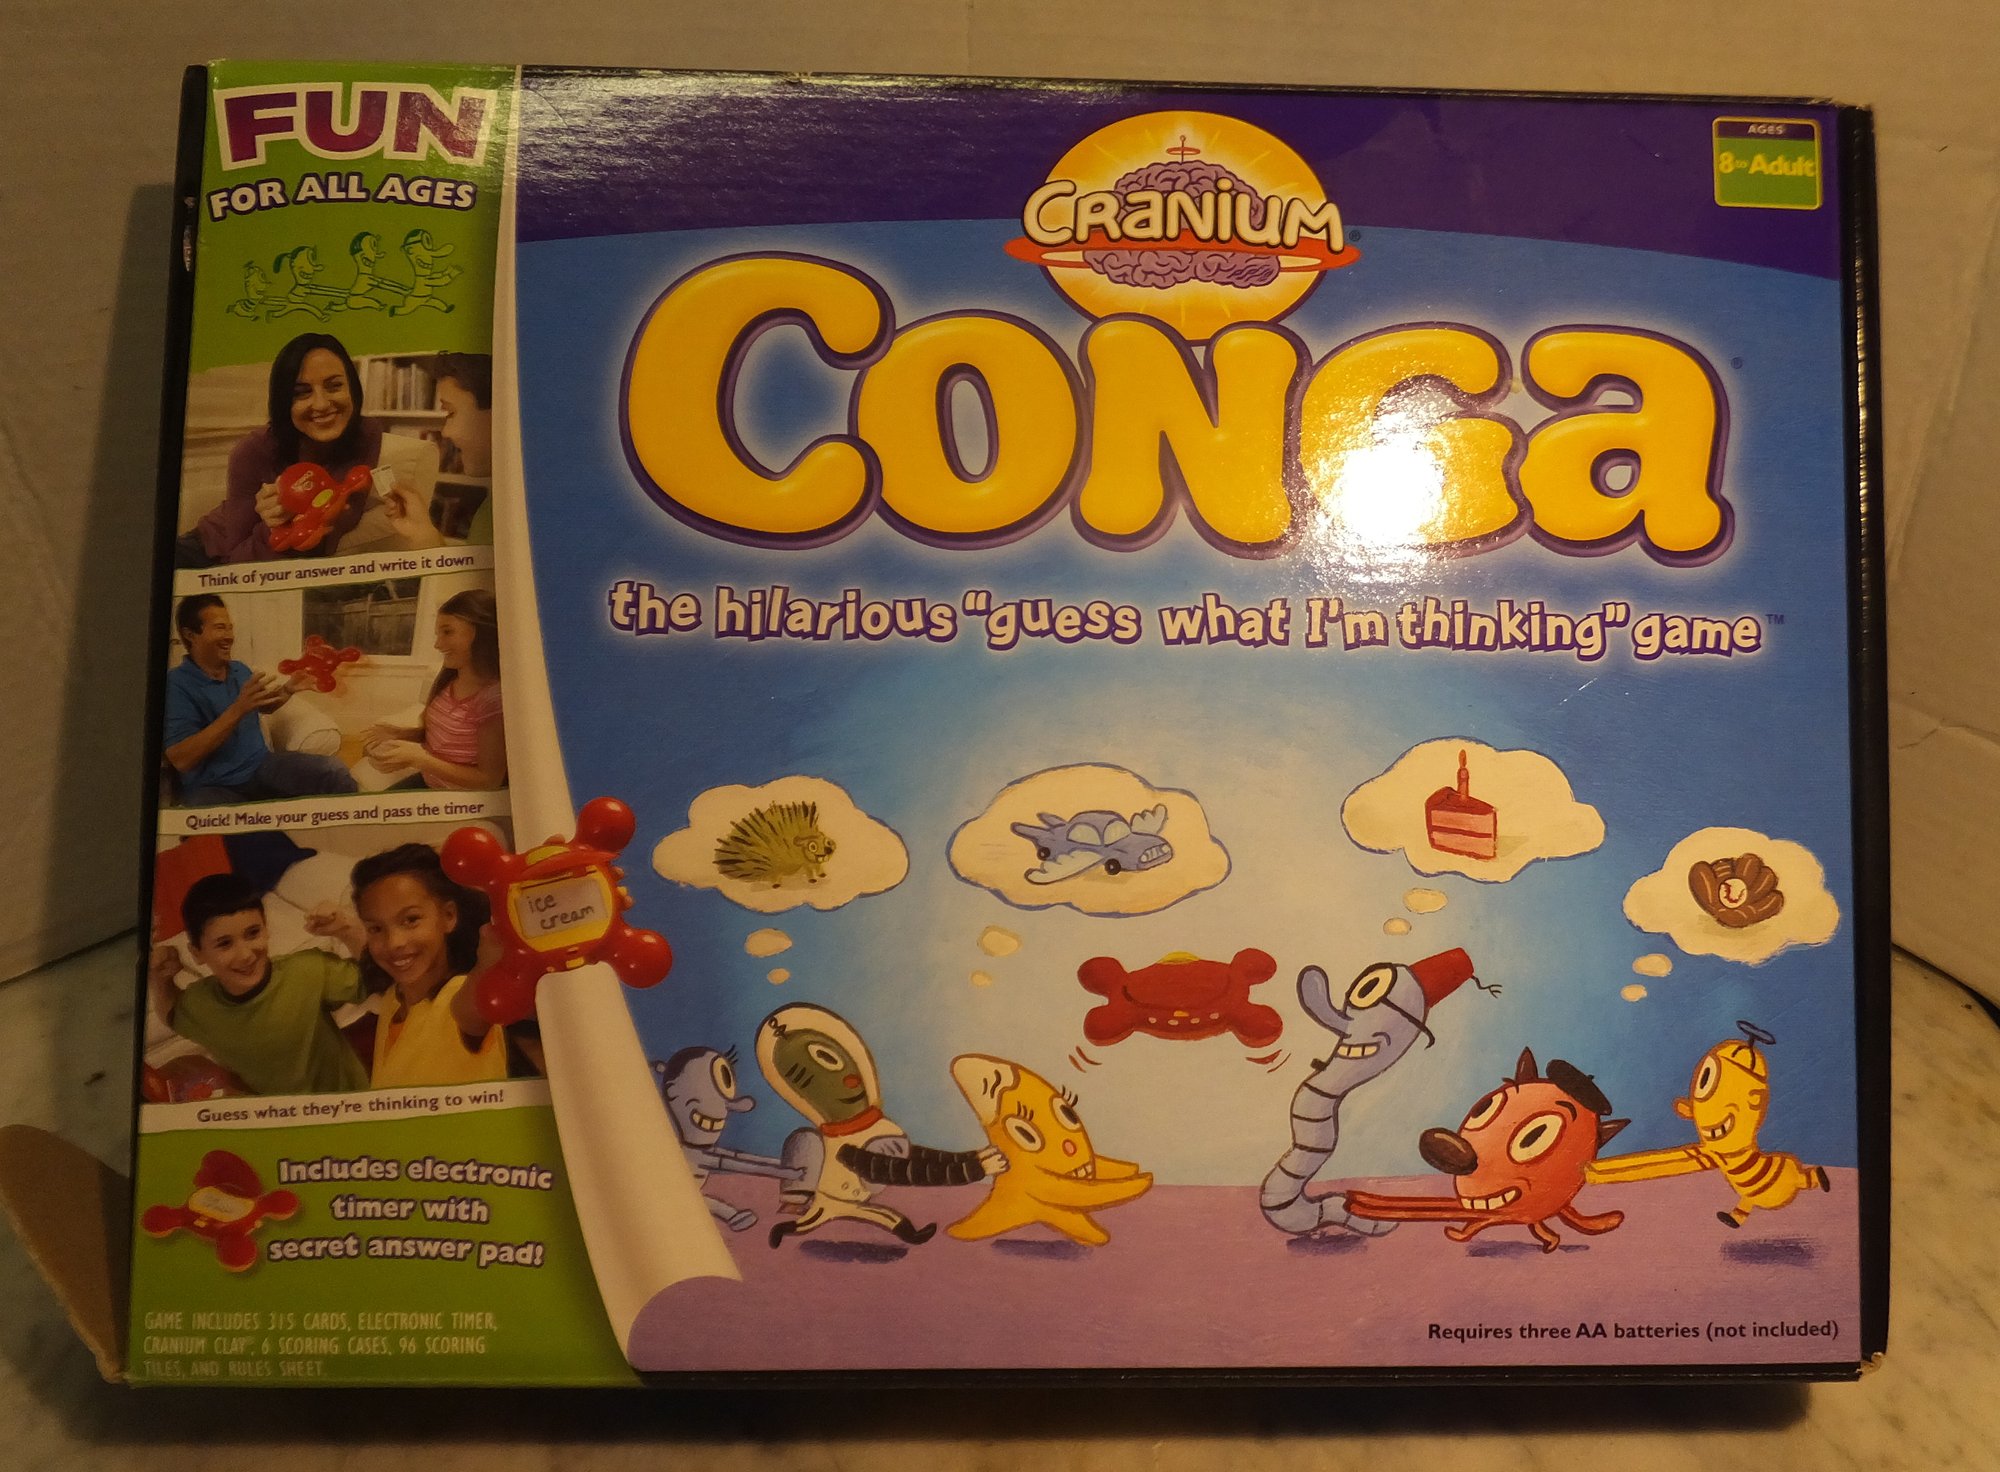 FUN
FOR ALL AGES
Think of your answer and write it down
Quick! Make your guess and pass the timer
ice
cream
Guess what they're thinking to win!
Includes electronic
timer with
secret answer pad!
GAME INCLUDES 315 CARDS, ELECTRONIC TIMER,
CRANIUM CLAY®, 6 SCORING CASES, 96 SCORING
TILES, AND RULES SHEET.
CRANIUM®
CONGA®
the hilarious "guess what I'm thinking" game™
AGES
8 to Adult
Requires three AA batteries (not included)